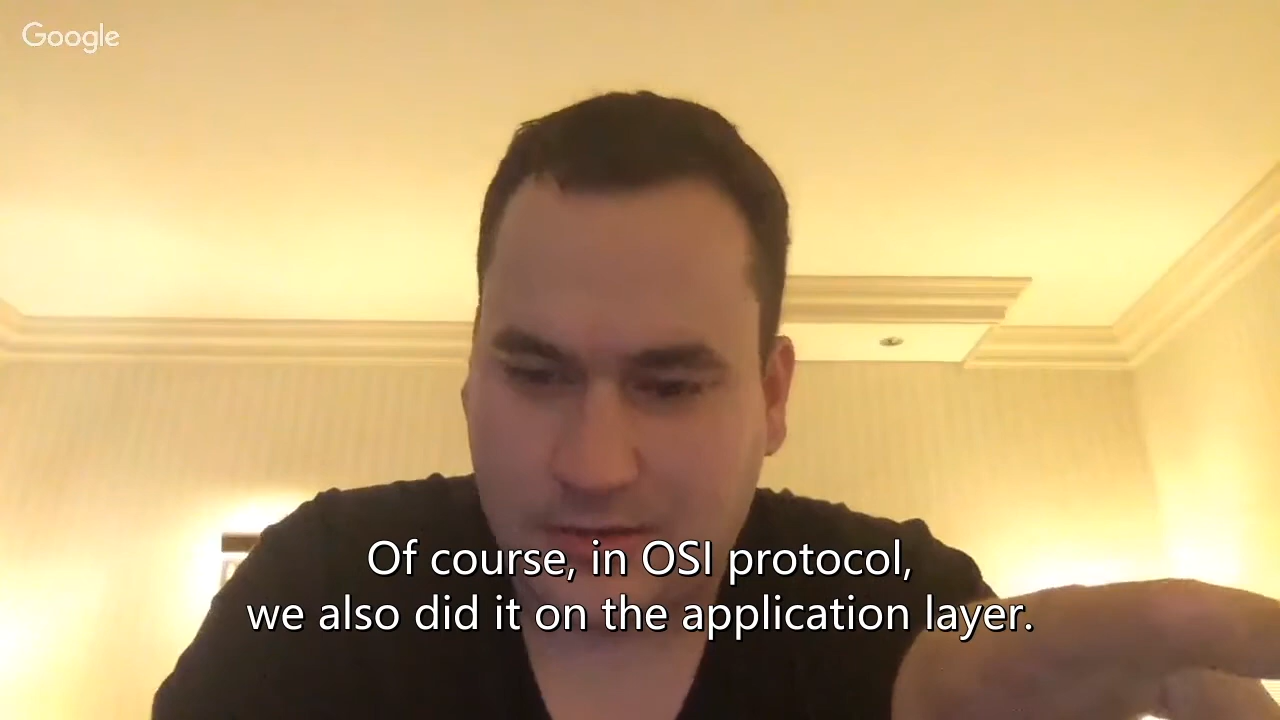 Google
Of course, in OSI protocol,
we also did it on the application layer.